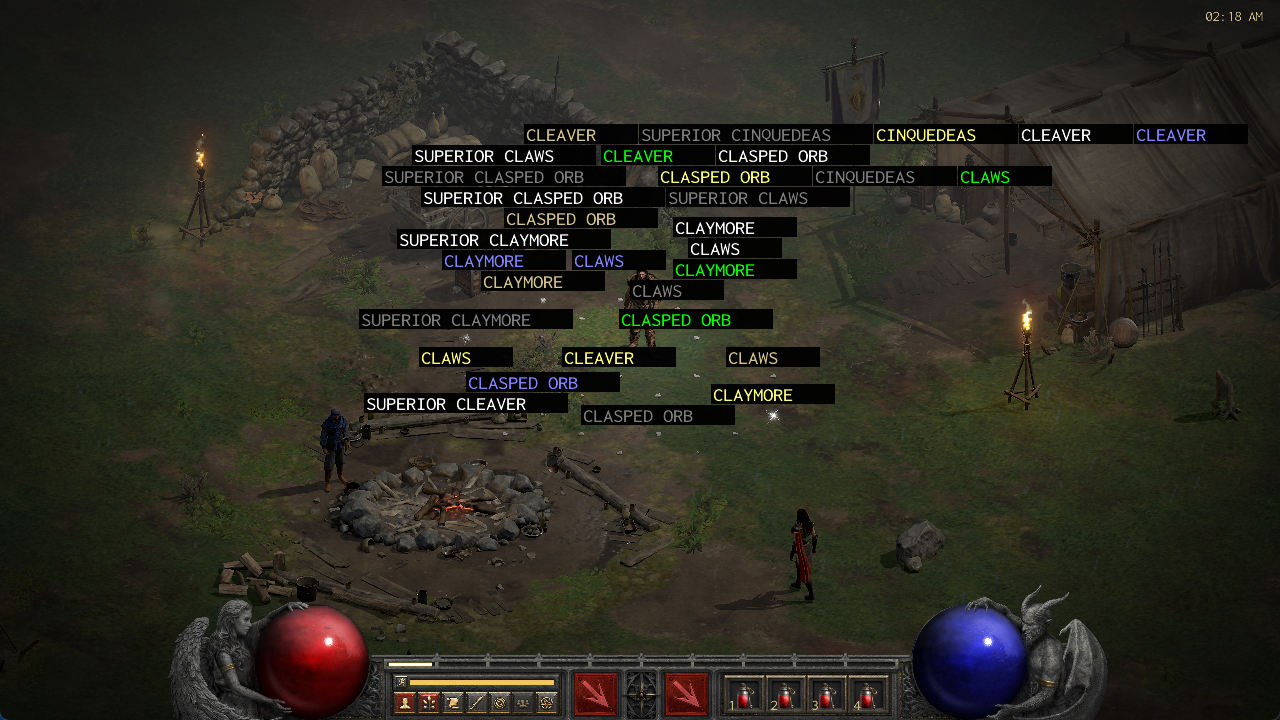 02:18 AM
CLEAVER SUPERIOR CINQUEDEAS CINQUEDEAS CLEAVER CLEAVER
SUPERIOR CLAWS CLEAVER CLASPED ORB
SUPERIOR CLASPED ORB CLASPED ORB CINQUEDEAS CLAWS
SUPERIOR CLASPED ORB SUPERIOR CLAWS
CLASPED ORB
CLAYMORE
SUPERIOR CLAYMORE
CLAWS
CLAYMORE CLAWS
CLAYMORE
CLAYMORE
CLAWS
SUPERIOR CLAYMORE CLASPED ORB
CLAWS CLEAVER CLAWS
CLASPED ORB
CLAYMORE
SUPERIOR CLEAVER
CLASPED ORB
1 2 3 4